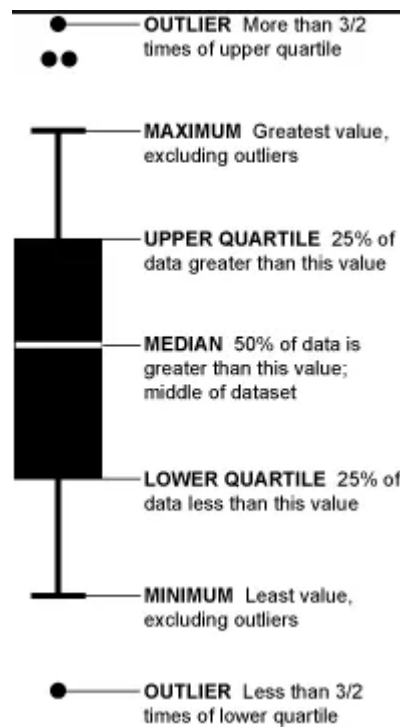 OUTLIER More than 3/2
times of upper quartile
MAXIMUM Greatest value,
excluding outliers
UPPER QUARTILE 25% of
data greater than this value
MEDIAN 50% of data is
greater than this value;
middle of dataset
LOWER QUARTILE 25% of
data less than this value
MINIMUM Least value,
excluding outliers
OUTLIER Less than 3/2
times of lower quartile